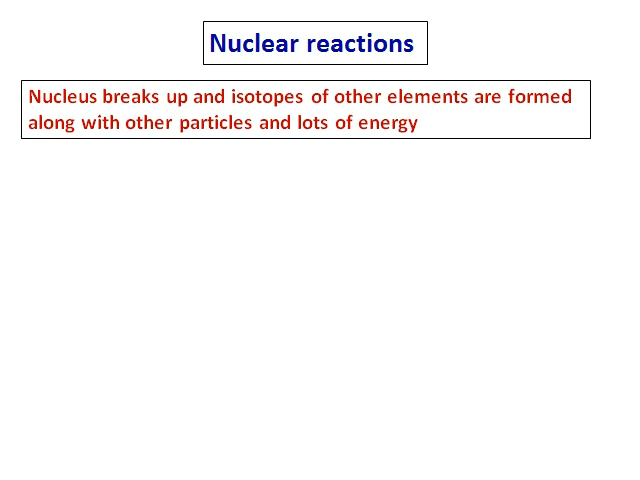 Nuclear reactions
Nucleus breaks up and isotopes of other elements are formed
along with other particles and lots of energy